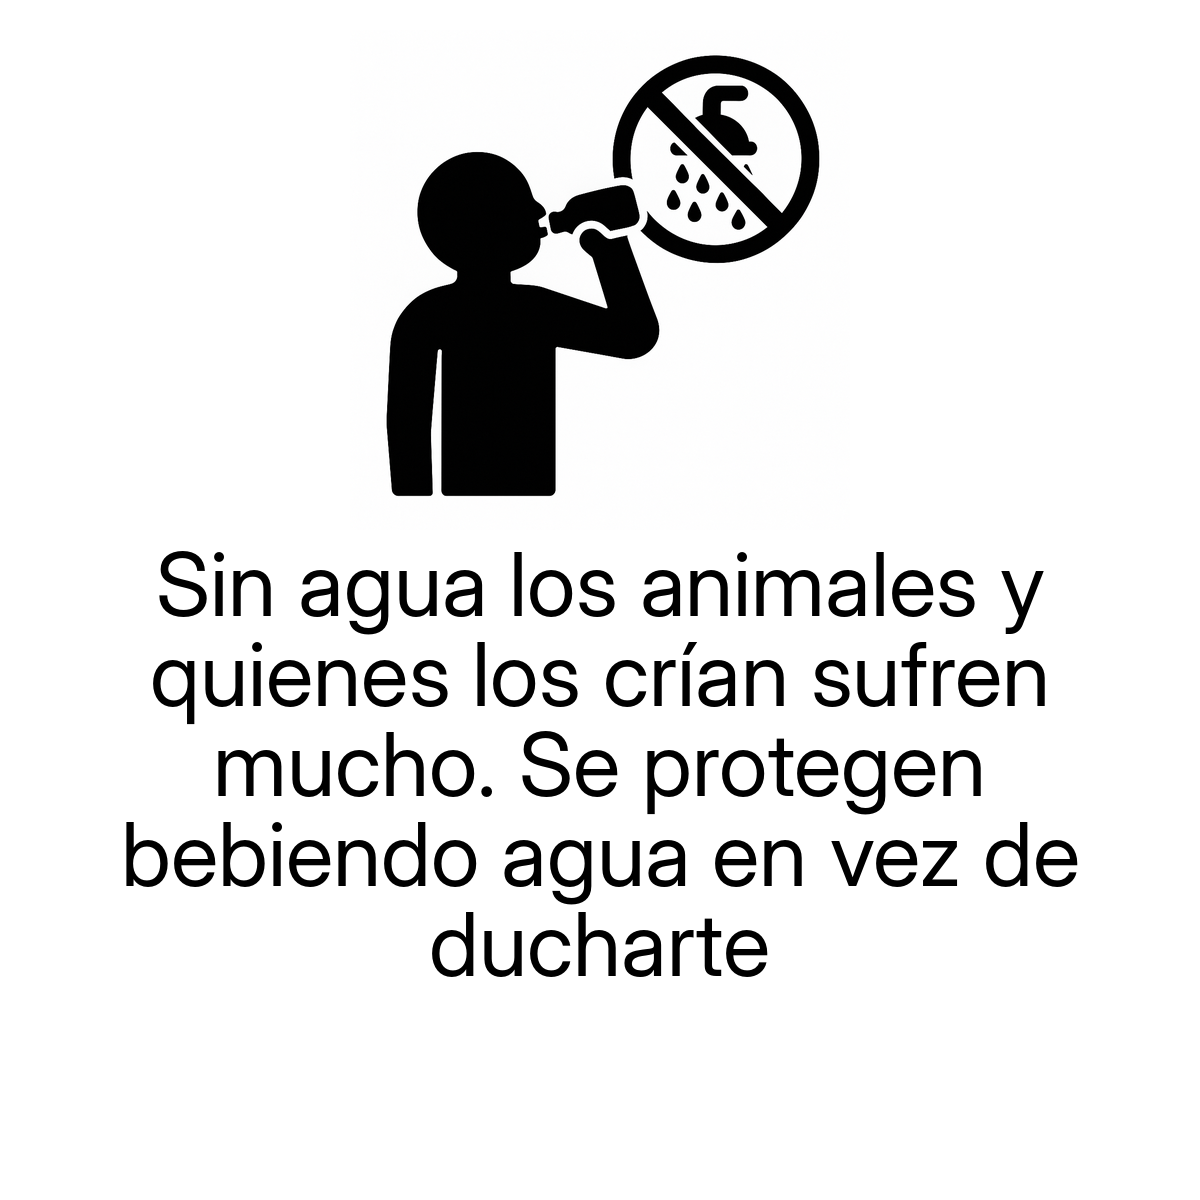 Sin agua los animales y
quienes los crían sufren
mucho. Se protegen
bebiendo agua en vez de
ducharte